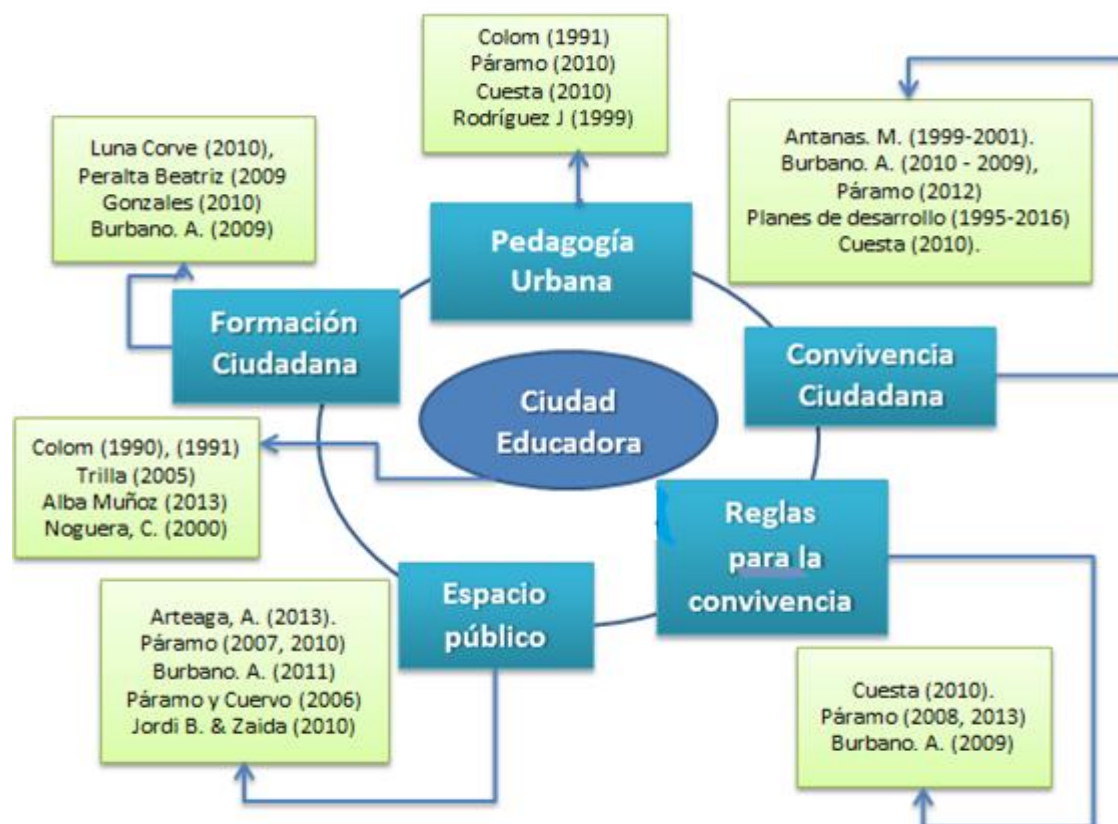 Colom (1991)
Páramo (2010)
Cuesta (2010)
Rodríguez J (1999)
Luna Corve (2010),
Peralta Beatriz (2009
Gonzales (2010)
Burbano. A. (2009)
Antanas. M. (1999-2001).
Burbano. A. (2010 - 2009),
Páramo (2012)
Planes de desarrollo (1995-2016)
Cuesta (2010).
Pedagogía
Urbana
Formación
Ciudadana
Convivencia
Ciudadana
Ciudad
Educadora
Colom (1990), (1991)
Trilla (2005)
Alba Muñoz (2013)
Noguera, C. (2000)
Reglas
para la
convivencia
Espacio
público
Arteaga, A. (2013).
Páramo (2007, 2010)
Burbano. A. (2011)
Páramo y Cuervo (2006)
Jordi B. & Zaida (2010)
Cuesta (2010).
Páramo (2008, 2013)
Burbano. A. (2009)